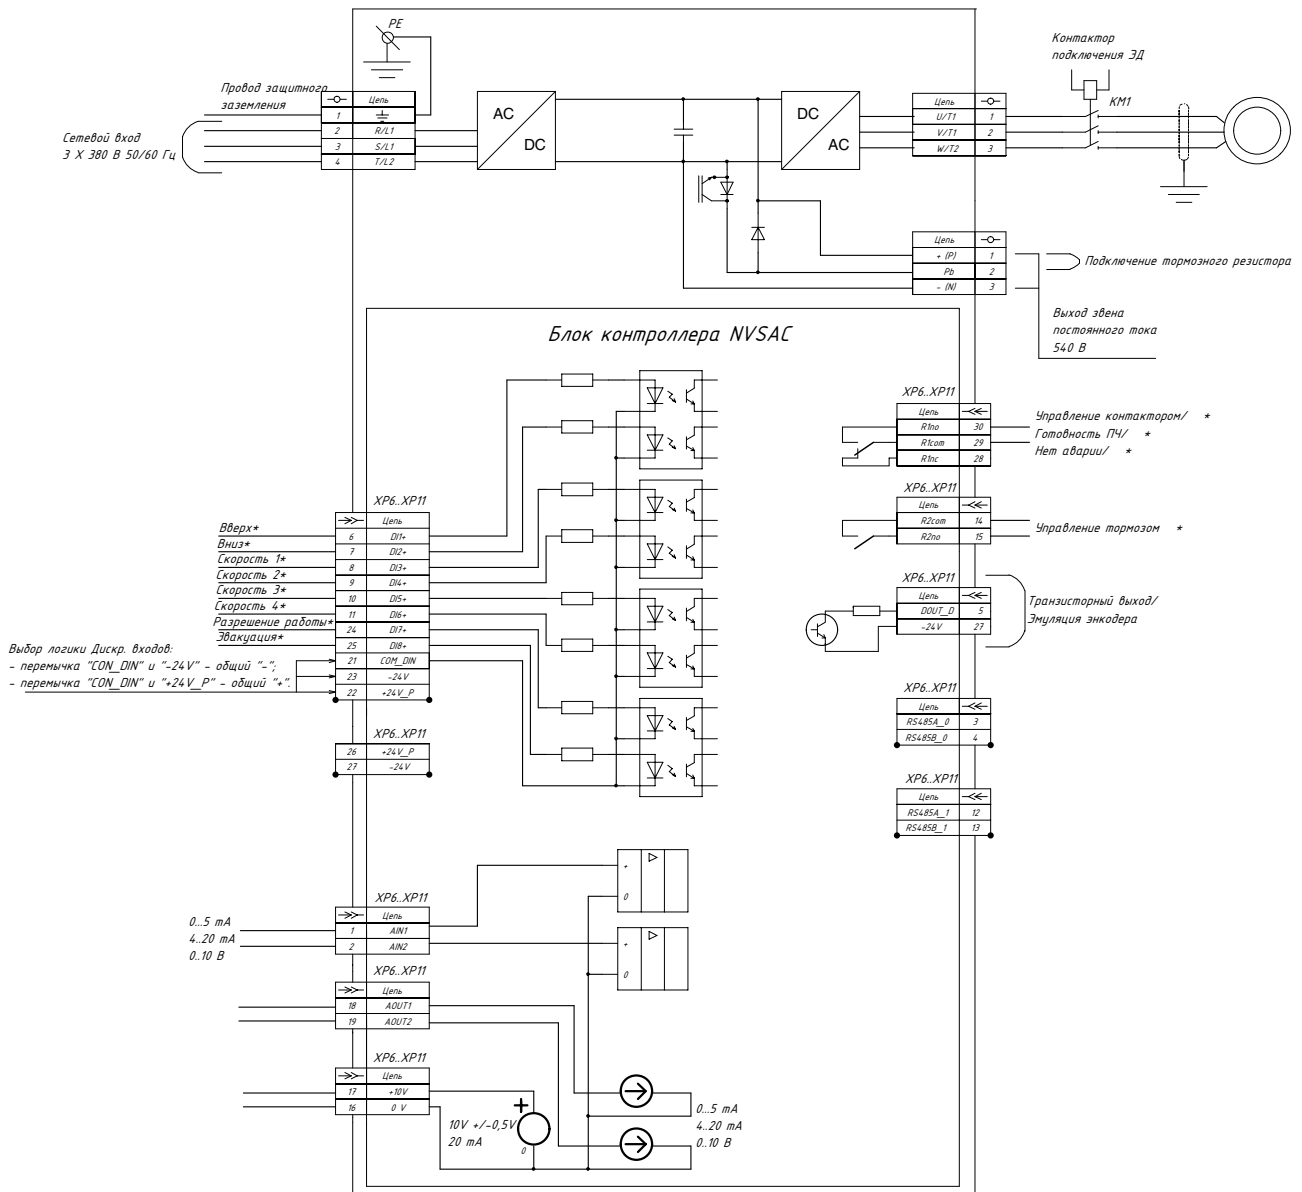 PE
Провод защитного
заземления
Сетевой вход
3 X 380 В 50/60 Гц
Цепь
1
2 R/L1
3 S/L1
4 T/L2
AC
DC
DC
AC
Цепь
U/T1 1
V/T1 2
W/T2 3
Контактор
подключения ЭД
KM1
Цепь
+ (P) 1
Pb 2
- (N) 3
Подключение тормозного резистора
Выход звена
постоянного тока
540 В
Блок контроллера NVSAC
XP6..XP11
Цепь
6 DI1+
7 DI2+
8 DI3+
9 DI4+
10 DI5+
11 DI6+
24 DI7+
25 DI8+
21 COM_DIN
23 -24V
22 +24V_P
Вверх*
Вниз*
Скорость 1*
Скорость 2*
Скорость 3*
Скорость 4*
Разрешение работы*
Эвакуация*
Выбор логики Дискр. входов:
- перемычка "CON_DIN" и "-24V" - общий "-";
- перемычка "CON_DIN" и "+24V_P" - общий "+".
XP6..XP11
26 +24V_P
27 -24V
XP6..XP11
Цепь
R1no 30
R1com 29
R1nc 28
Управление контактором/ *
Готовность ПЧ/ *
Нет аварии/ *
XP6..XP11
Цепь
R2com 14
R2no 15
Управление тормозом *
XP6..XP11
Цепь
DOUT_D 5
-24V 27
Транзисторный выход/
Эмуляция энкодера
XP6..XP11
Цепь
RS485A_0 3
RS485B_0 4
XP6..XP11
Цепь
RS485A_1 12
RS485B_1 13
XP6..XP11
Цепь
1 AIN1
2 AIN2
0...5 mA
4..20 mA
0..10 В
+
0
+
0
XP6..XP11
Цепь
18 AOUT1
19 AOUT2
XP6..XP11
Цепь
17 +10V
16 0 V
10V +/-0,5V
20 mA
+
0
0...5 mA
4..20 mA
0..10 В